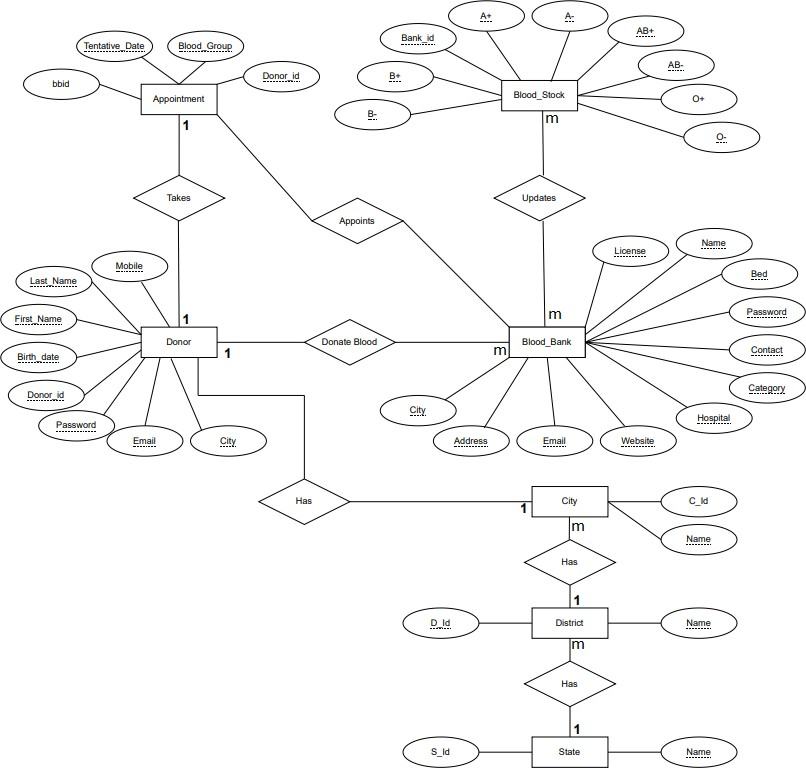 A+
A-
AB+
Bank_id
Tentative_Date
Blood_Group
AB-
Donor_id
B+
bbid
Blood_Stock
Appointment
O+
B-
m
1
O-
Takes
Updates
Appoints
Name
License
Mobile
Bed
Last_Name
Password
m
First_Name
1
Donor
Donate Blood
Blood_Bank
1
m
Contact
Birth_date
Category
Donor_id
City
Hospital
Password
Email
City
Address
Email
Website
Has
City
C_Id
1
m
Name
Has
1
D_Id
District
Name
m
Has
1
S_Id
State
Name